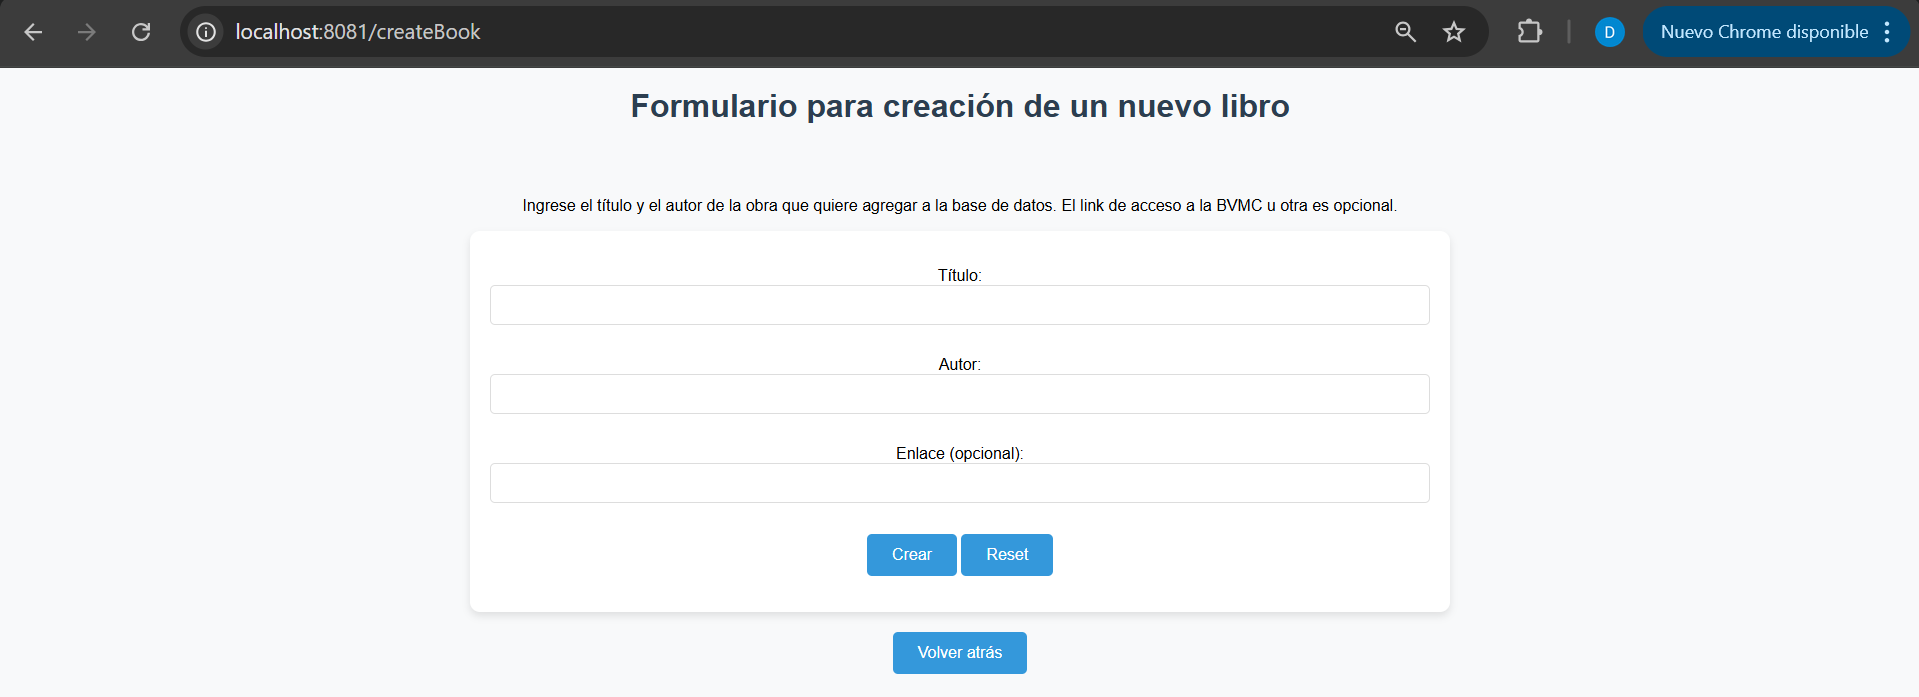 localhost:8081/createBook
D
Nuevo Chrome disponible
Formulario para creación de un nuevo libro
Ingrese el título y el autor de la obra que quiere agregar a la base de datos. El link de acceso a la BVMC u otra es opcional.
Título:
Autor:
Enlace (opcional):
Crear Reset
Volver atrás